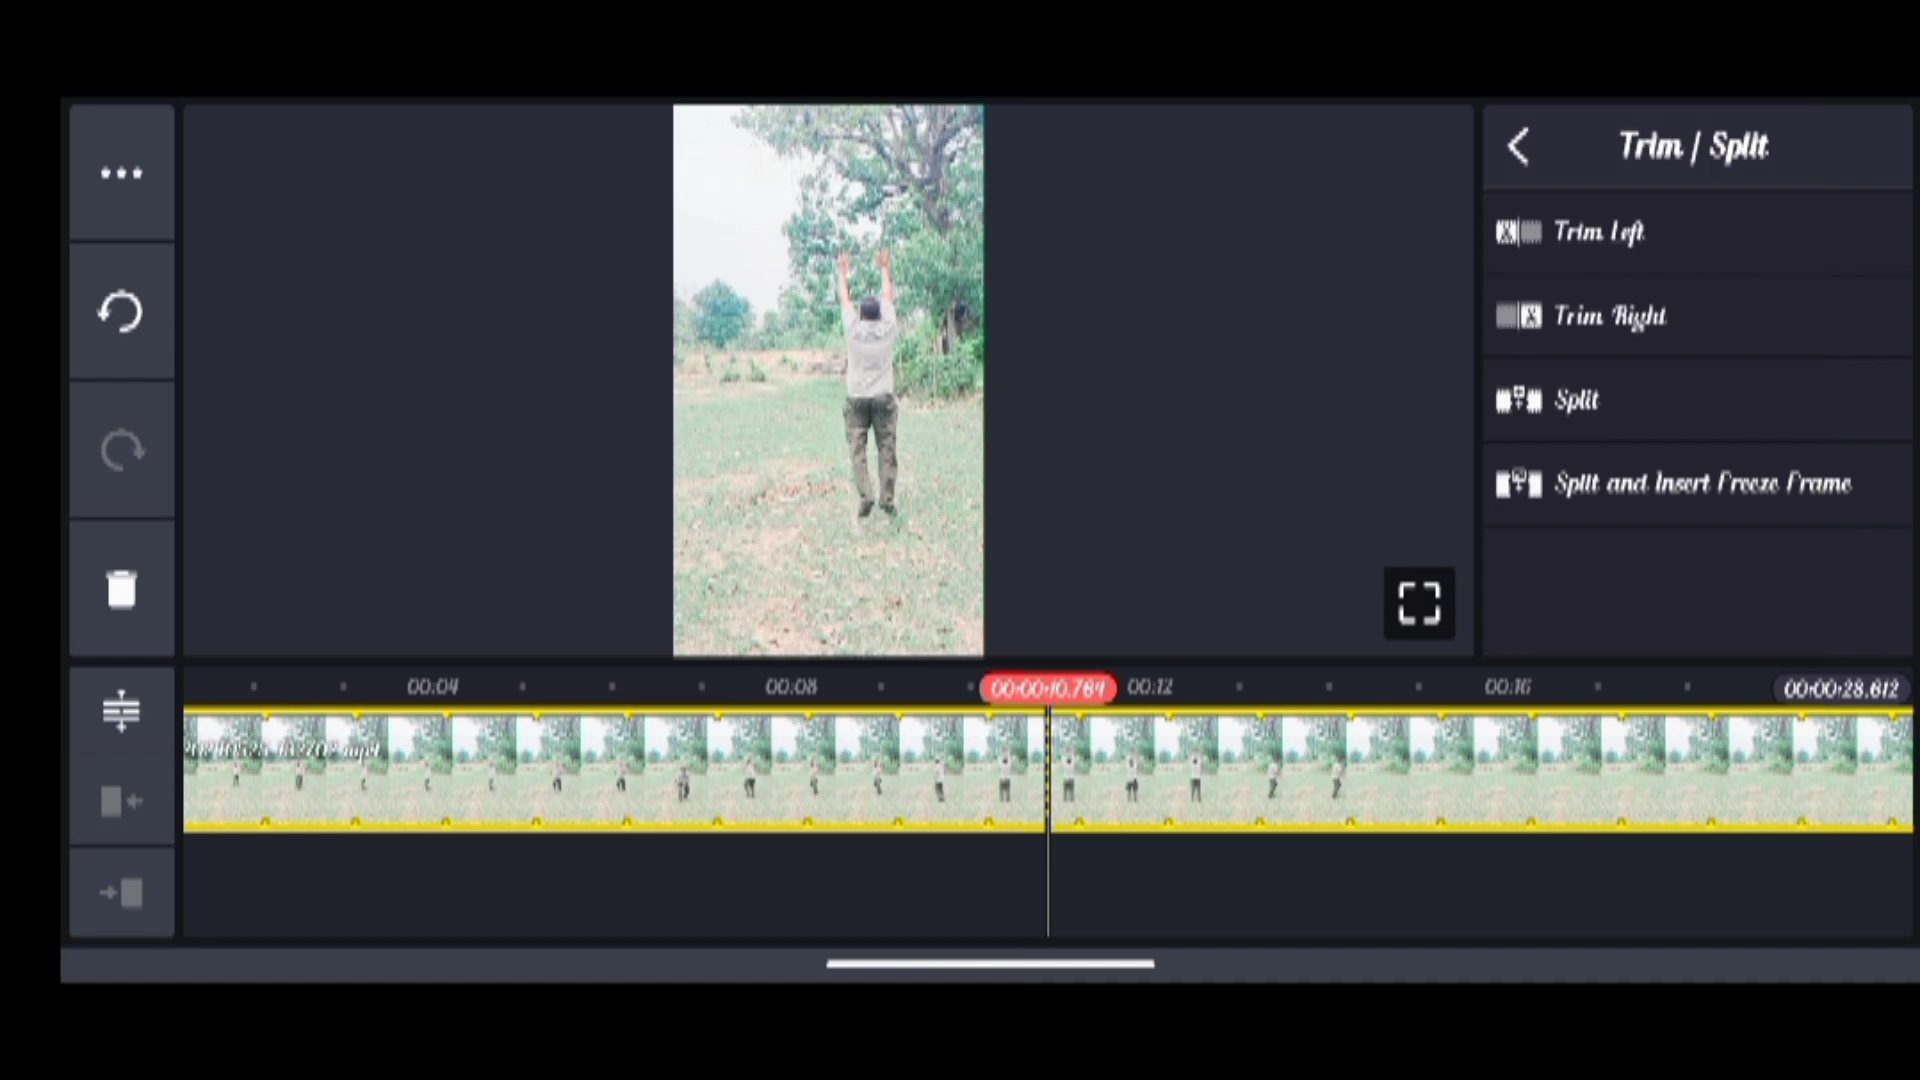 Trim / Split
Trim Left
Trim Right
Split
Split and Insert Freeze Frame
00:04
00:08
00:00:10.764
00:12
00:16
00:00:28.612